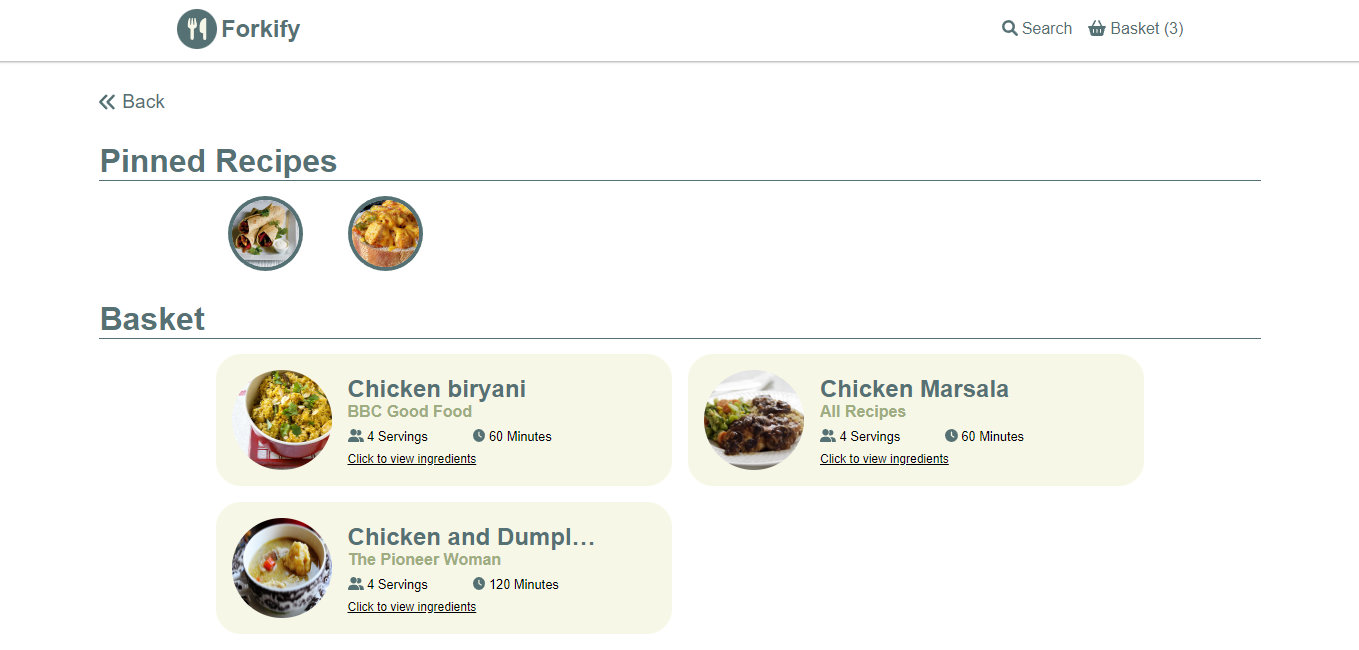 Forkify
Search
Basket (3)
Back
Pinned Recipes
Basket
Chicken biryani
BBC Good Food
4 Servings
60 Minutes
Click to view ingredients
Chicken Marsala
All Recipes
4 Servings
60 Minutes
Click to view ingredients
Chicken and Dumpl…
The Pioneer Woman
4 Servings
120 Minutes
Click to view ingredients